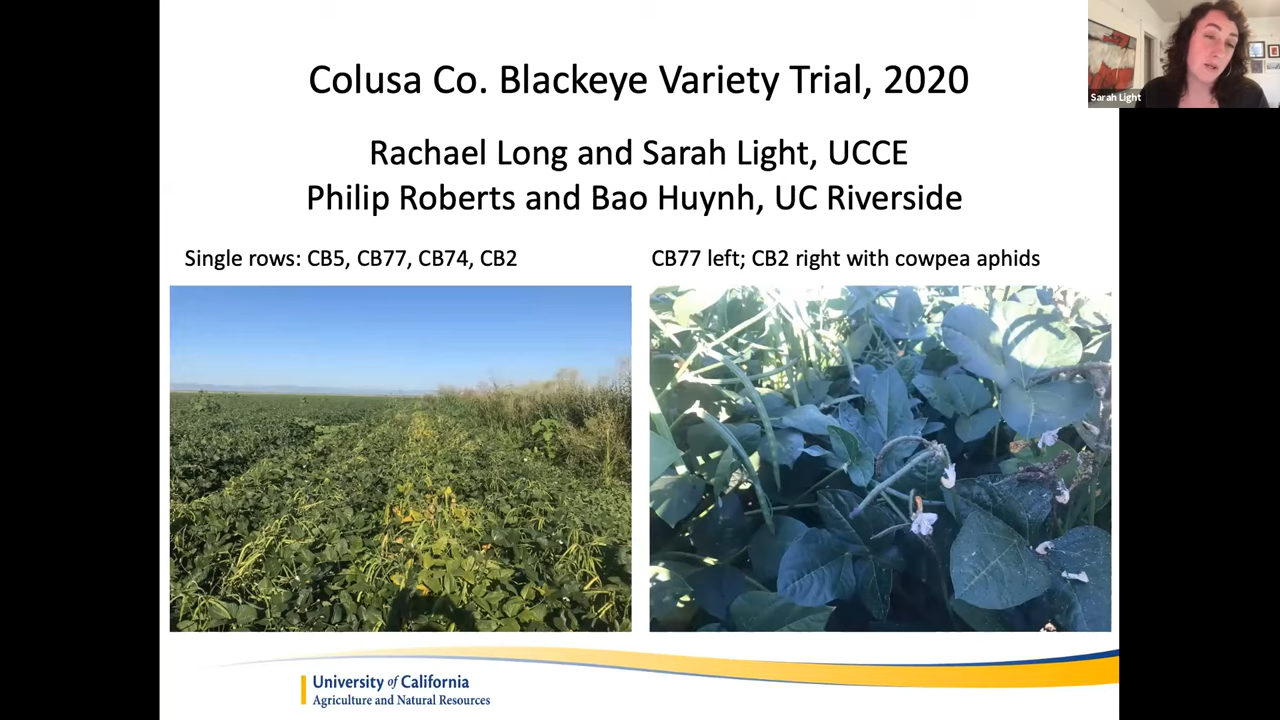 Colusa Co. Blackeye Variety Trial, 2020
Rachael Long and Sarah Light, UCCE
Philip Roberts and Bao Huynh, UC Riverside
Single rows: CB5, CB77, CB74, CB2
CB77 left; CB2 right with cowpea aphids
Sarah Light
University of California
Agriculture and Natural Resources